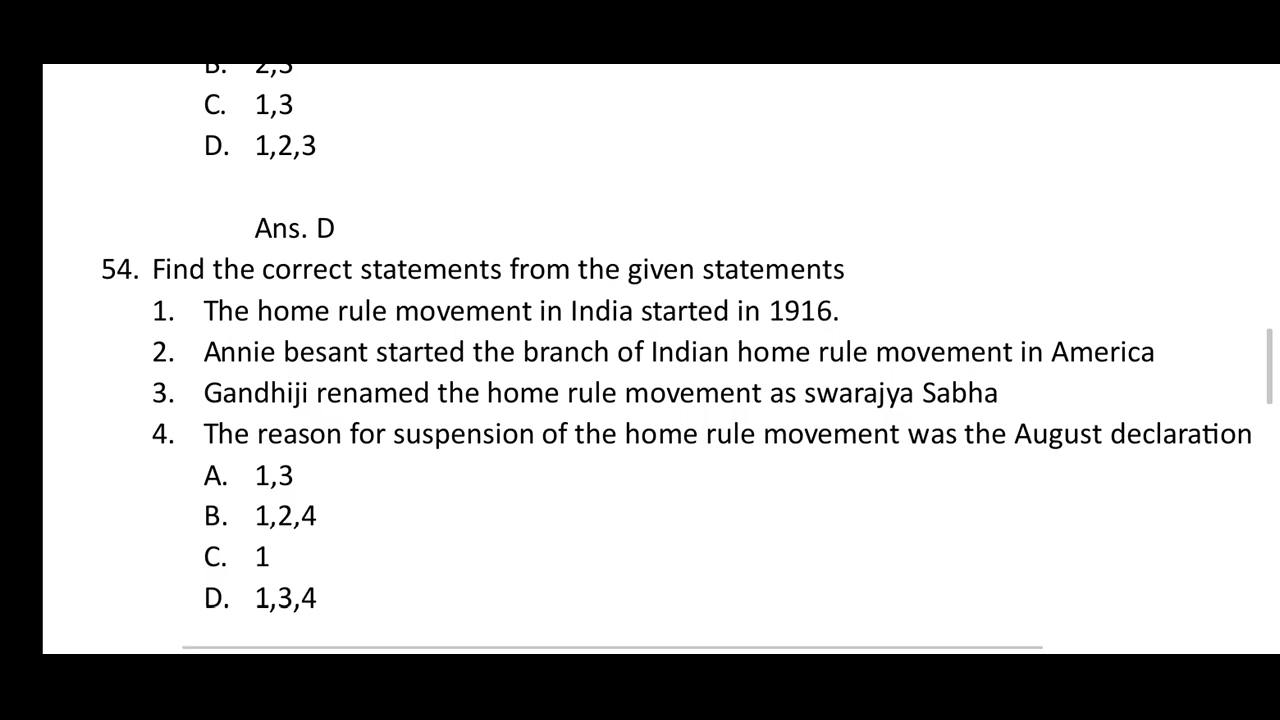 B. 2,3
C. 1,3
D. 1,2,3
Ans. D
54. Find the correct statements from the given statements
1. The home rule movement in India started in 1916.
2. Annie besant started the branch of Indian home rule movement in America
3. Gandhiji renamed the home rule movement as swarajya Sabha
4. The reason for suspension of the home rule movement was the August declaration
A. 1,3
B. 1,2,4
C. 1
D. 1,3,4